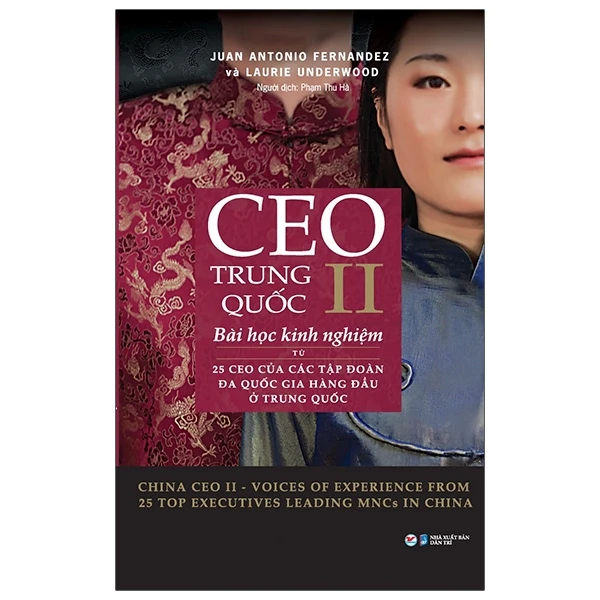 JUAN ANTONIO FERNANDEZ
và LAURIE UNDERWOOD
Người dịch: Phạm Thu Hà
CEO
TRUNG
QUỐC
II
Bài học kinh nghiệm
TỪ
25 CEO CỦA CÁC TẬP ĐOÀN
ĐA QUỐC GIA HÀNG ĐẦU
Ở TRUNG QUỐC
CHINA CEO II - VOICES OF EXPERIENCE FROM
25 TOP EXECUTIVES LEADING MNCs IN CHINA
NHÀ XUẤT BẢN
DÂN TRÍ